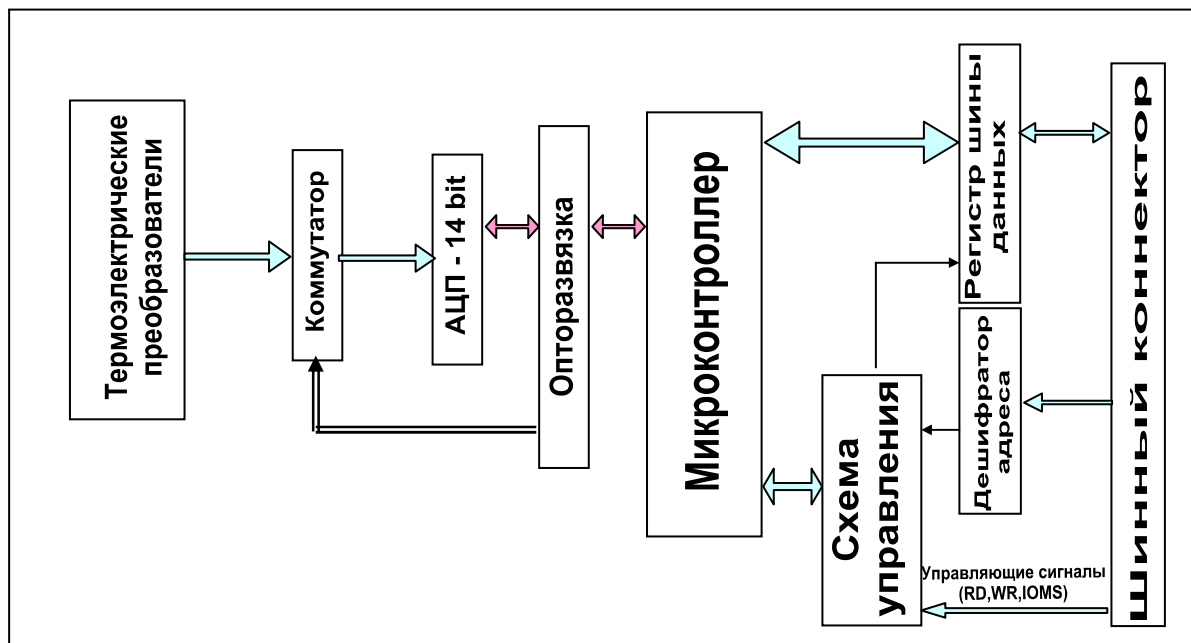 Термоэлектрические
преобразователи
Коммутатор
АЦП - 14 bit
Опторазвязка
Микроконтроллер
Схема
управления
Регистр шины
данных
Дешифратор
адреса
Управляющие сигналы
(RD,WR,IOMS)
Шинный коннектор